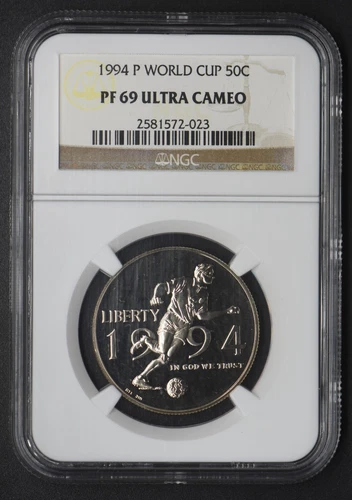 1994 P WORLD CUP 50C
PF 69 ULTRA CAMEO
2581572-023
NGC
LIBERTY
1994
IN GOD WE TRUST